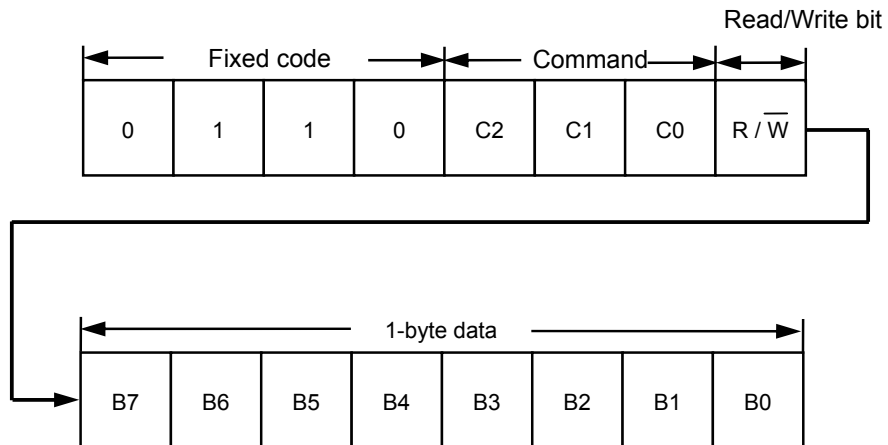 Read/Write bit
Fixed code Command
0 1 1 0 C2 C1 C0 R / W̅
1-byte data
B7 B6 B5 B4 B3 B2 B1 B0